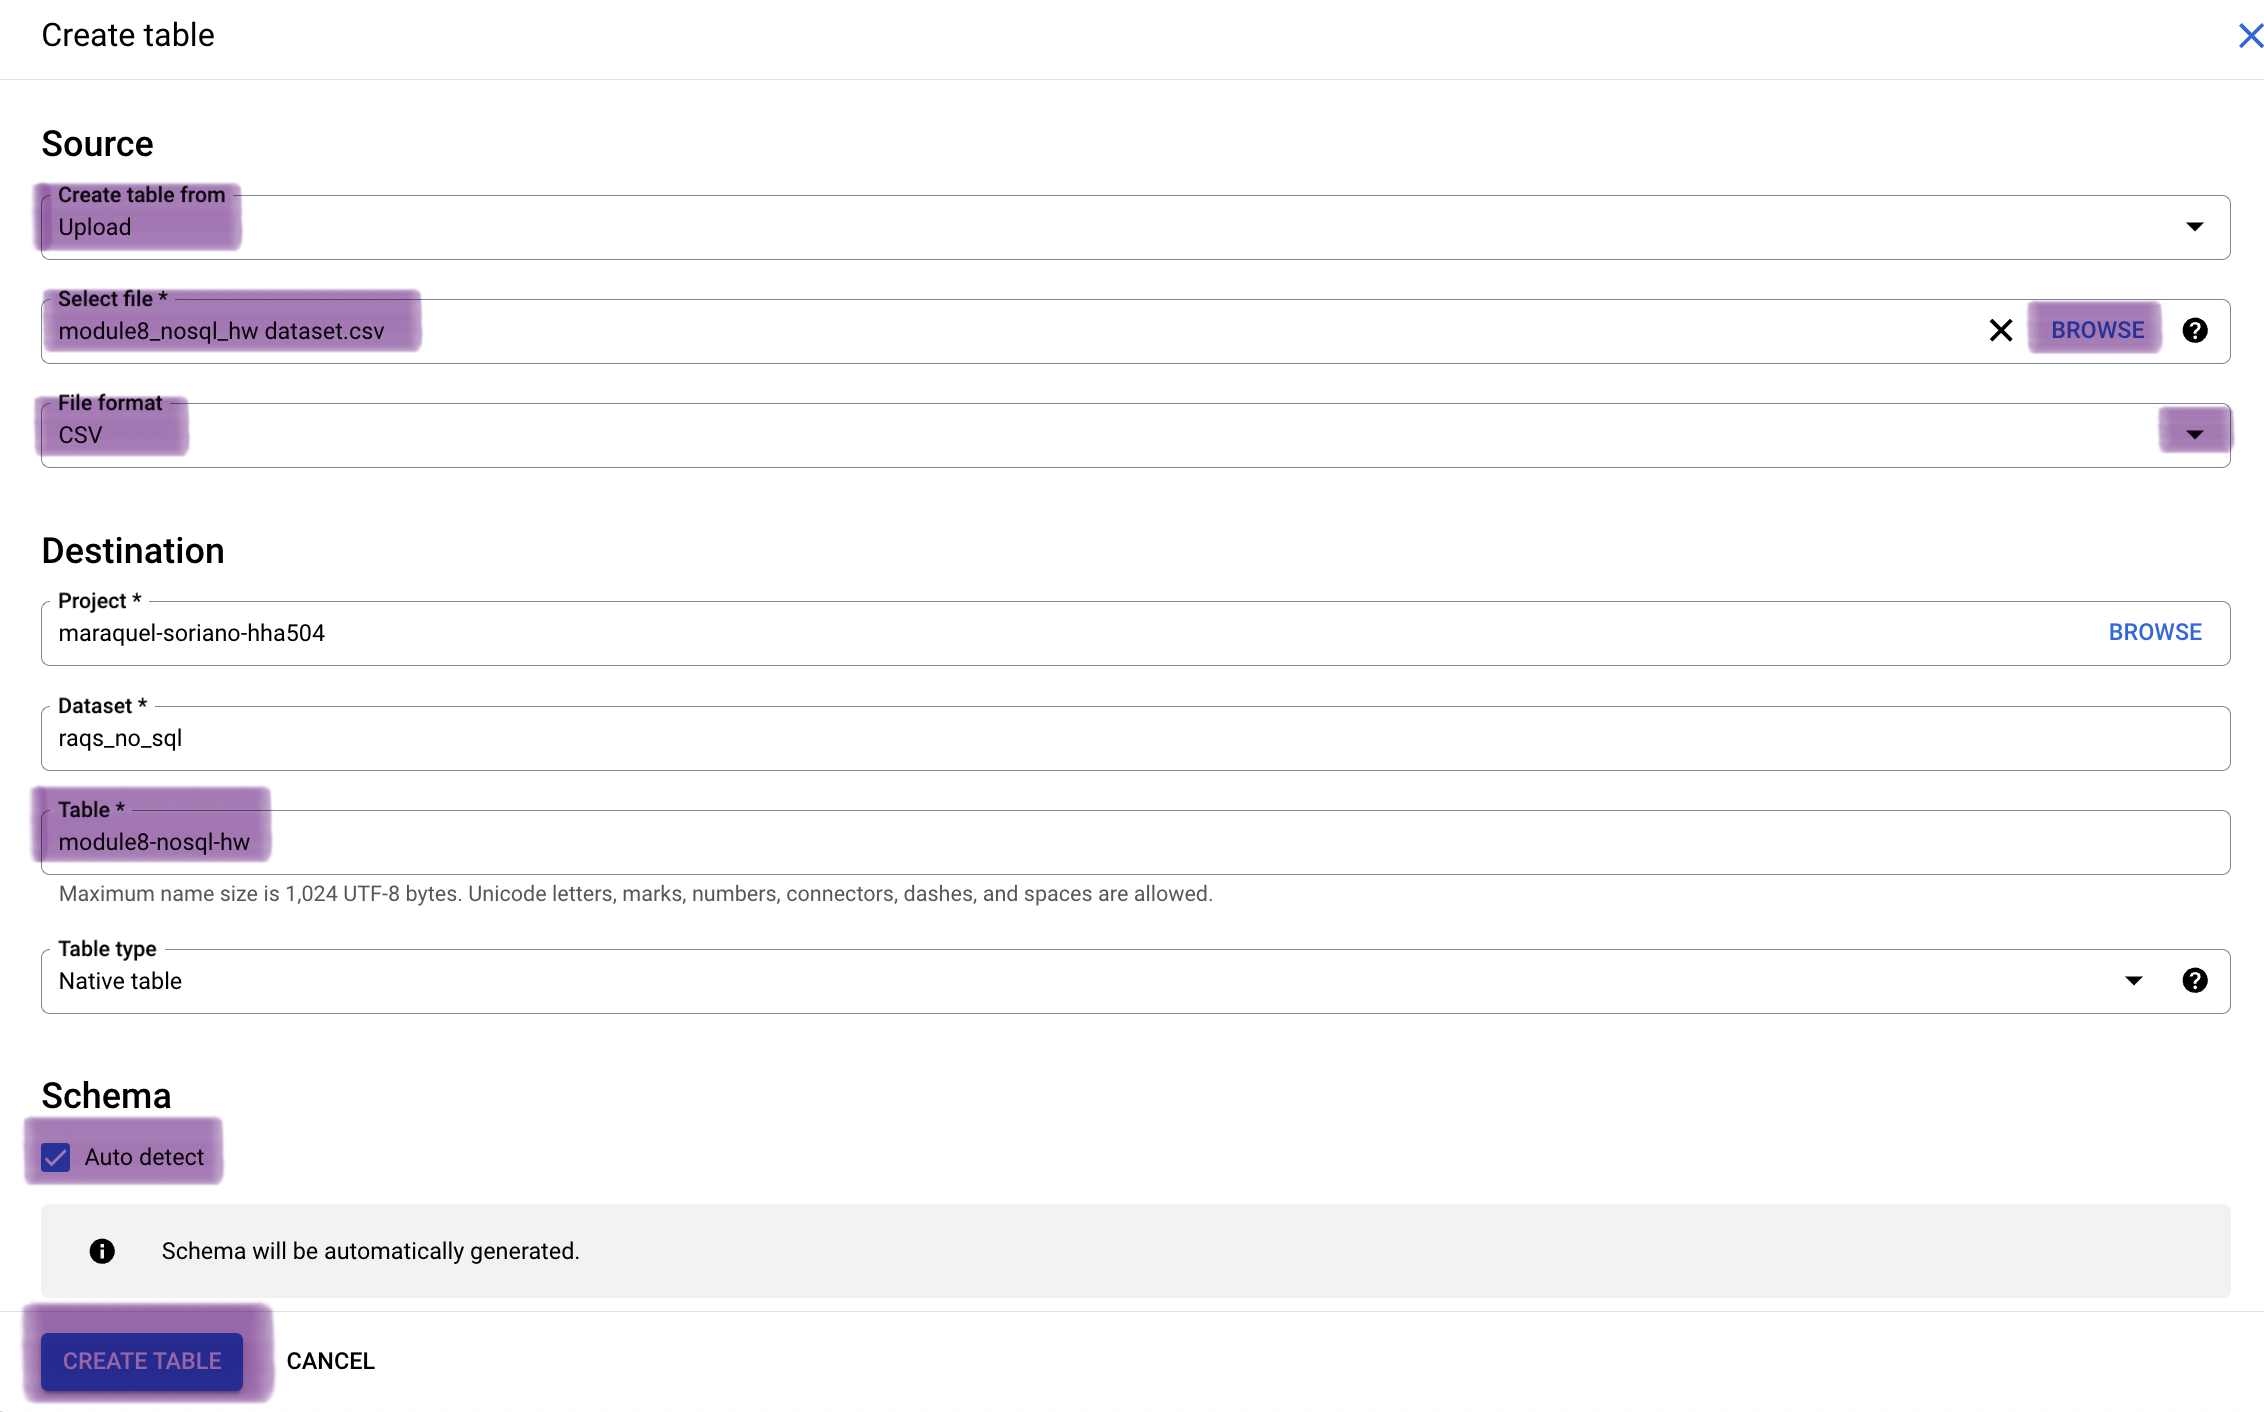 Create table
Source
Create table from
Upload
Select file *
module8_nosql_hw dataset.csv
BROWSE
File format
CSV
Destination
Project *
maraquel-soriano-hha504
BROWSE
Dataset *
raqs_no_sql
Table *
module8-nosql-hw
Maximum name size is 1,024 UTF-8 bytes. Unicode letters, marks, numbers, connectors, dashes, and spaces are allowed.
Table type
Native table
Schema
Auto detect
Schema will be automatically generated.
CREATE TABLE CANCEL